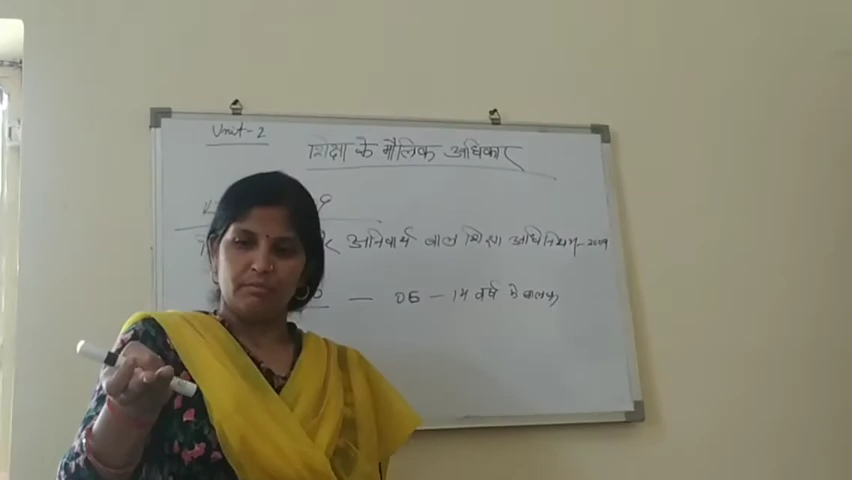 Unit-2
शिक्षा के मौलिक अधिकार
अनिवार्य बाल शिक्षा अधिनियम-2009
— 06 - 14 वर्ष के बालक